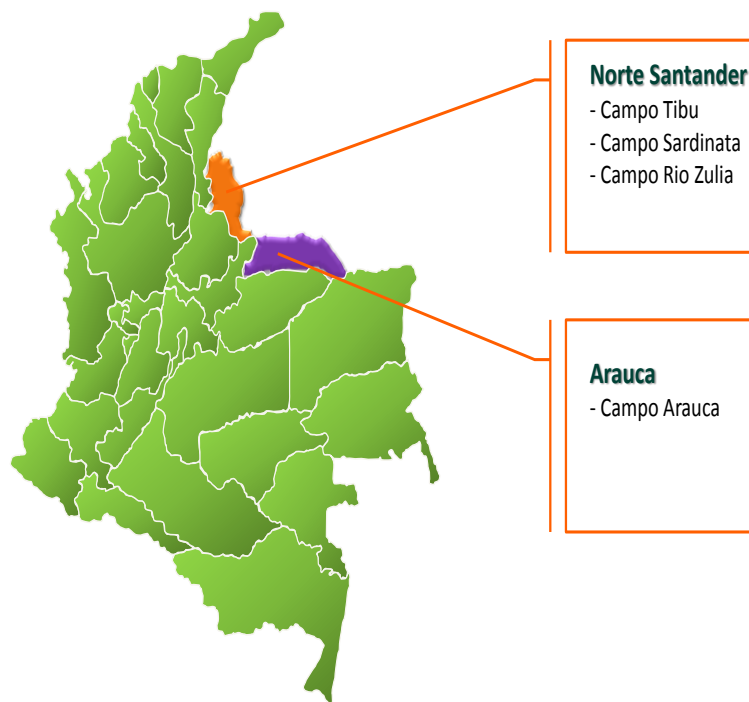 Norte Santander
- Campo Tibu
- Campo Sardinata
- Campo Rio Zulia
Arauca
- Campo Arauca